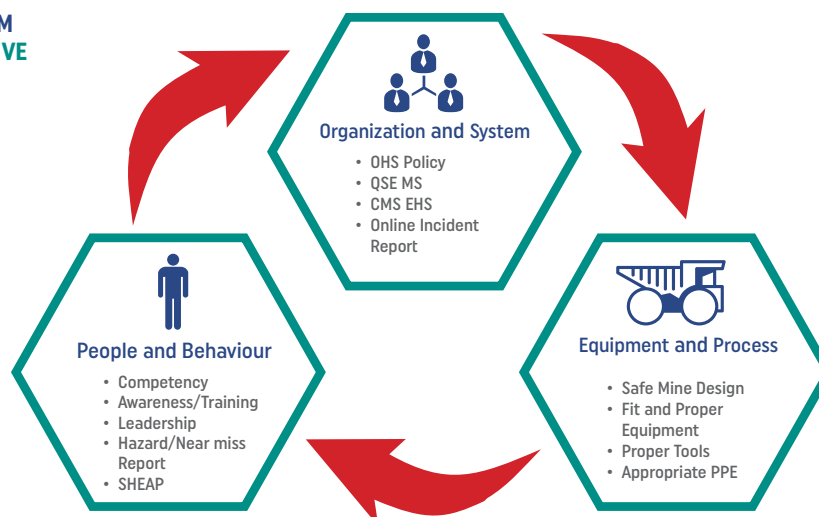 M
VE
Organization and System
• OHS Policy
• QSE MS
• CMS EHS
• Online Incident
Report
People and Behaviour
• Competency
• Awareness/Training
• Leadership
• Hazard/Near miss
Report
• SHEAP
Equipment and Process
• Safe Mine Design
• Fit and Proper
Equipment
• Proper Tools
• Appropriate PPE